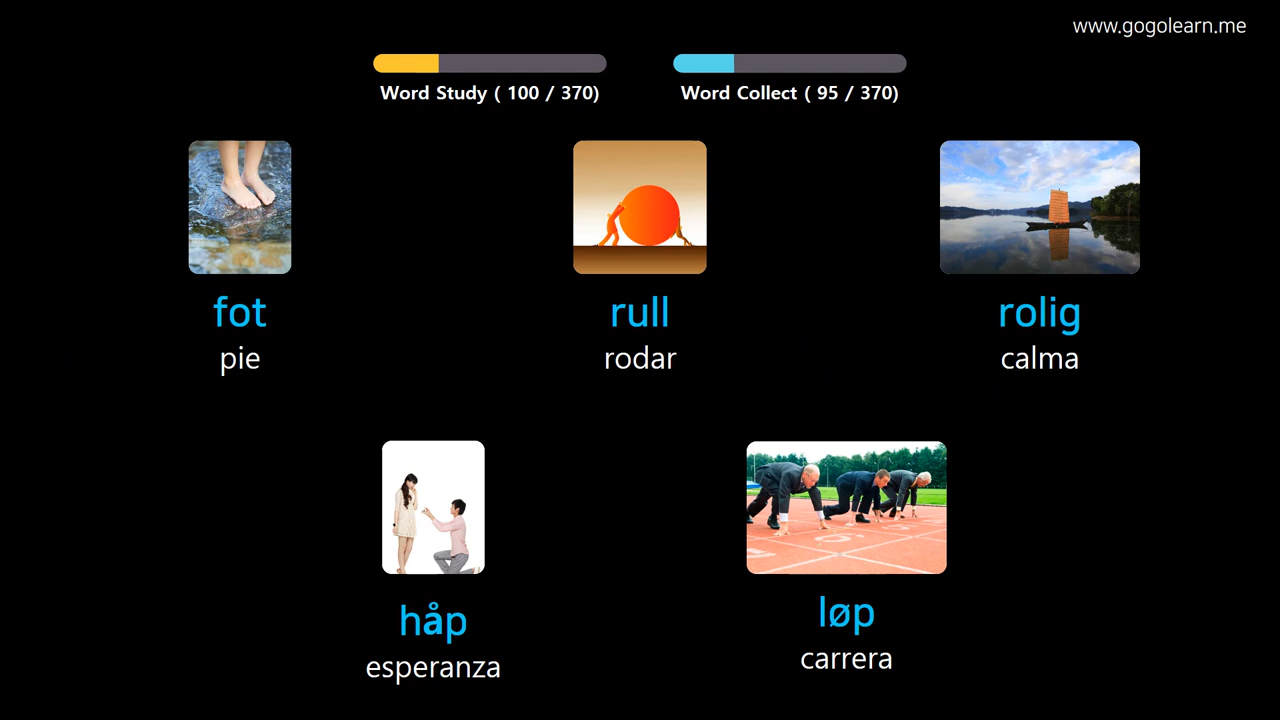 www.gogolearn.me
Word Study ( 100 / 370)
Word Collect ( 95 / 370)
fot
pie
rull
rodar
rolig
calma
håp
esperanza
løp
carrera